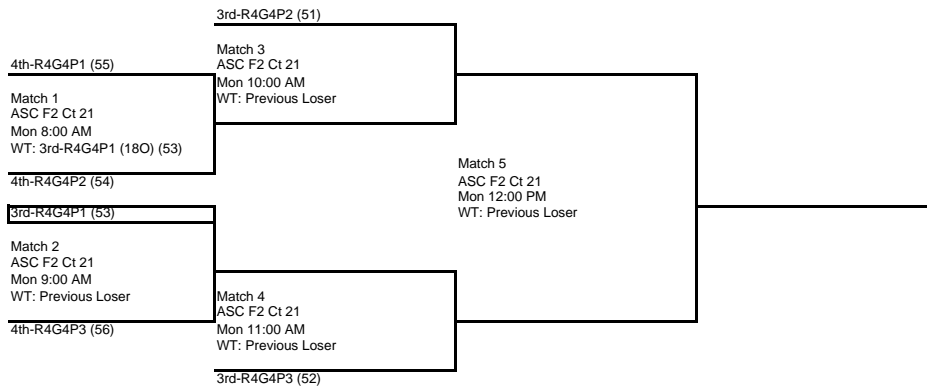 3rd-R4G4P2 (51)
Match 3
ASC F2 Ct 21
Mon 10:00 AM
WT: Previous Loser
4th-R4G4P1 (55)
Match 1
ASC F2 Ct 21
Mon 8:00 AM
WT: 3rd-R4G4P1 (18O) (53)
4th-R4G4P2 (54)
Match 5
ASC F2 Ct 21
Mon 12:00 PM
WT: Previous Loser
3rd-R4G4P1 (53)
Match 2
ASC F2 Ct 21
Mon 9:00 AM
WT: Previous Loser
4th-R4G4P3 (56)
Match 4
ASC F2 Ct 21
Mon 11:00 AM
WT: Previous Loser
3rd-R4G4P3 (52)